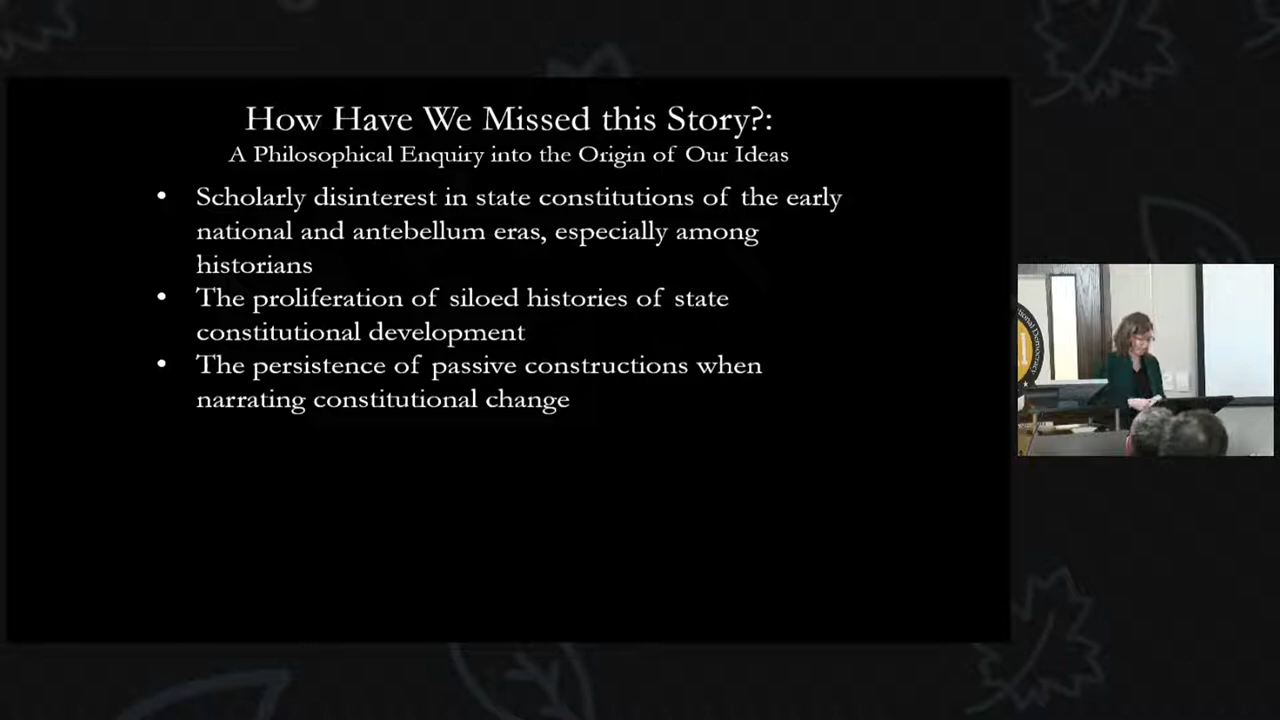 How Have We Missed this Story?:
A Philosophical Enquiry into the Origin of Our Ideas
• Scholarly disinterest in state constitutions of the early
national and antebellum eras, especially among
historians
• The proliferation of siloed histories of state
constitutional development
• The persistence of passive constructions when
narrating constitutional change
Democracy